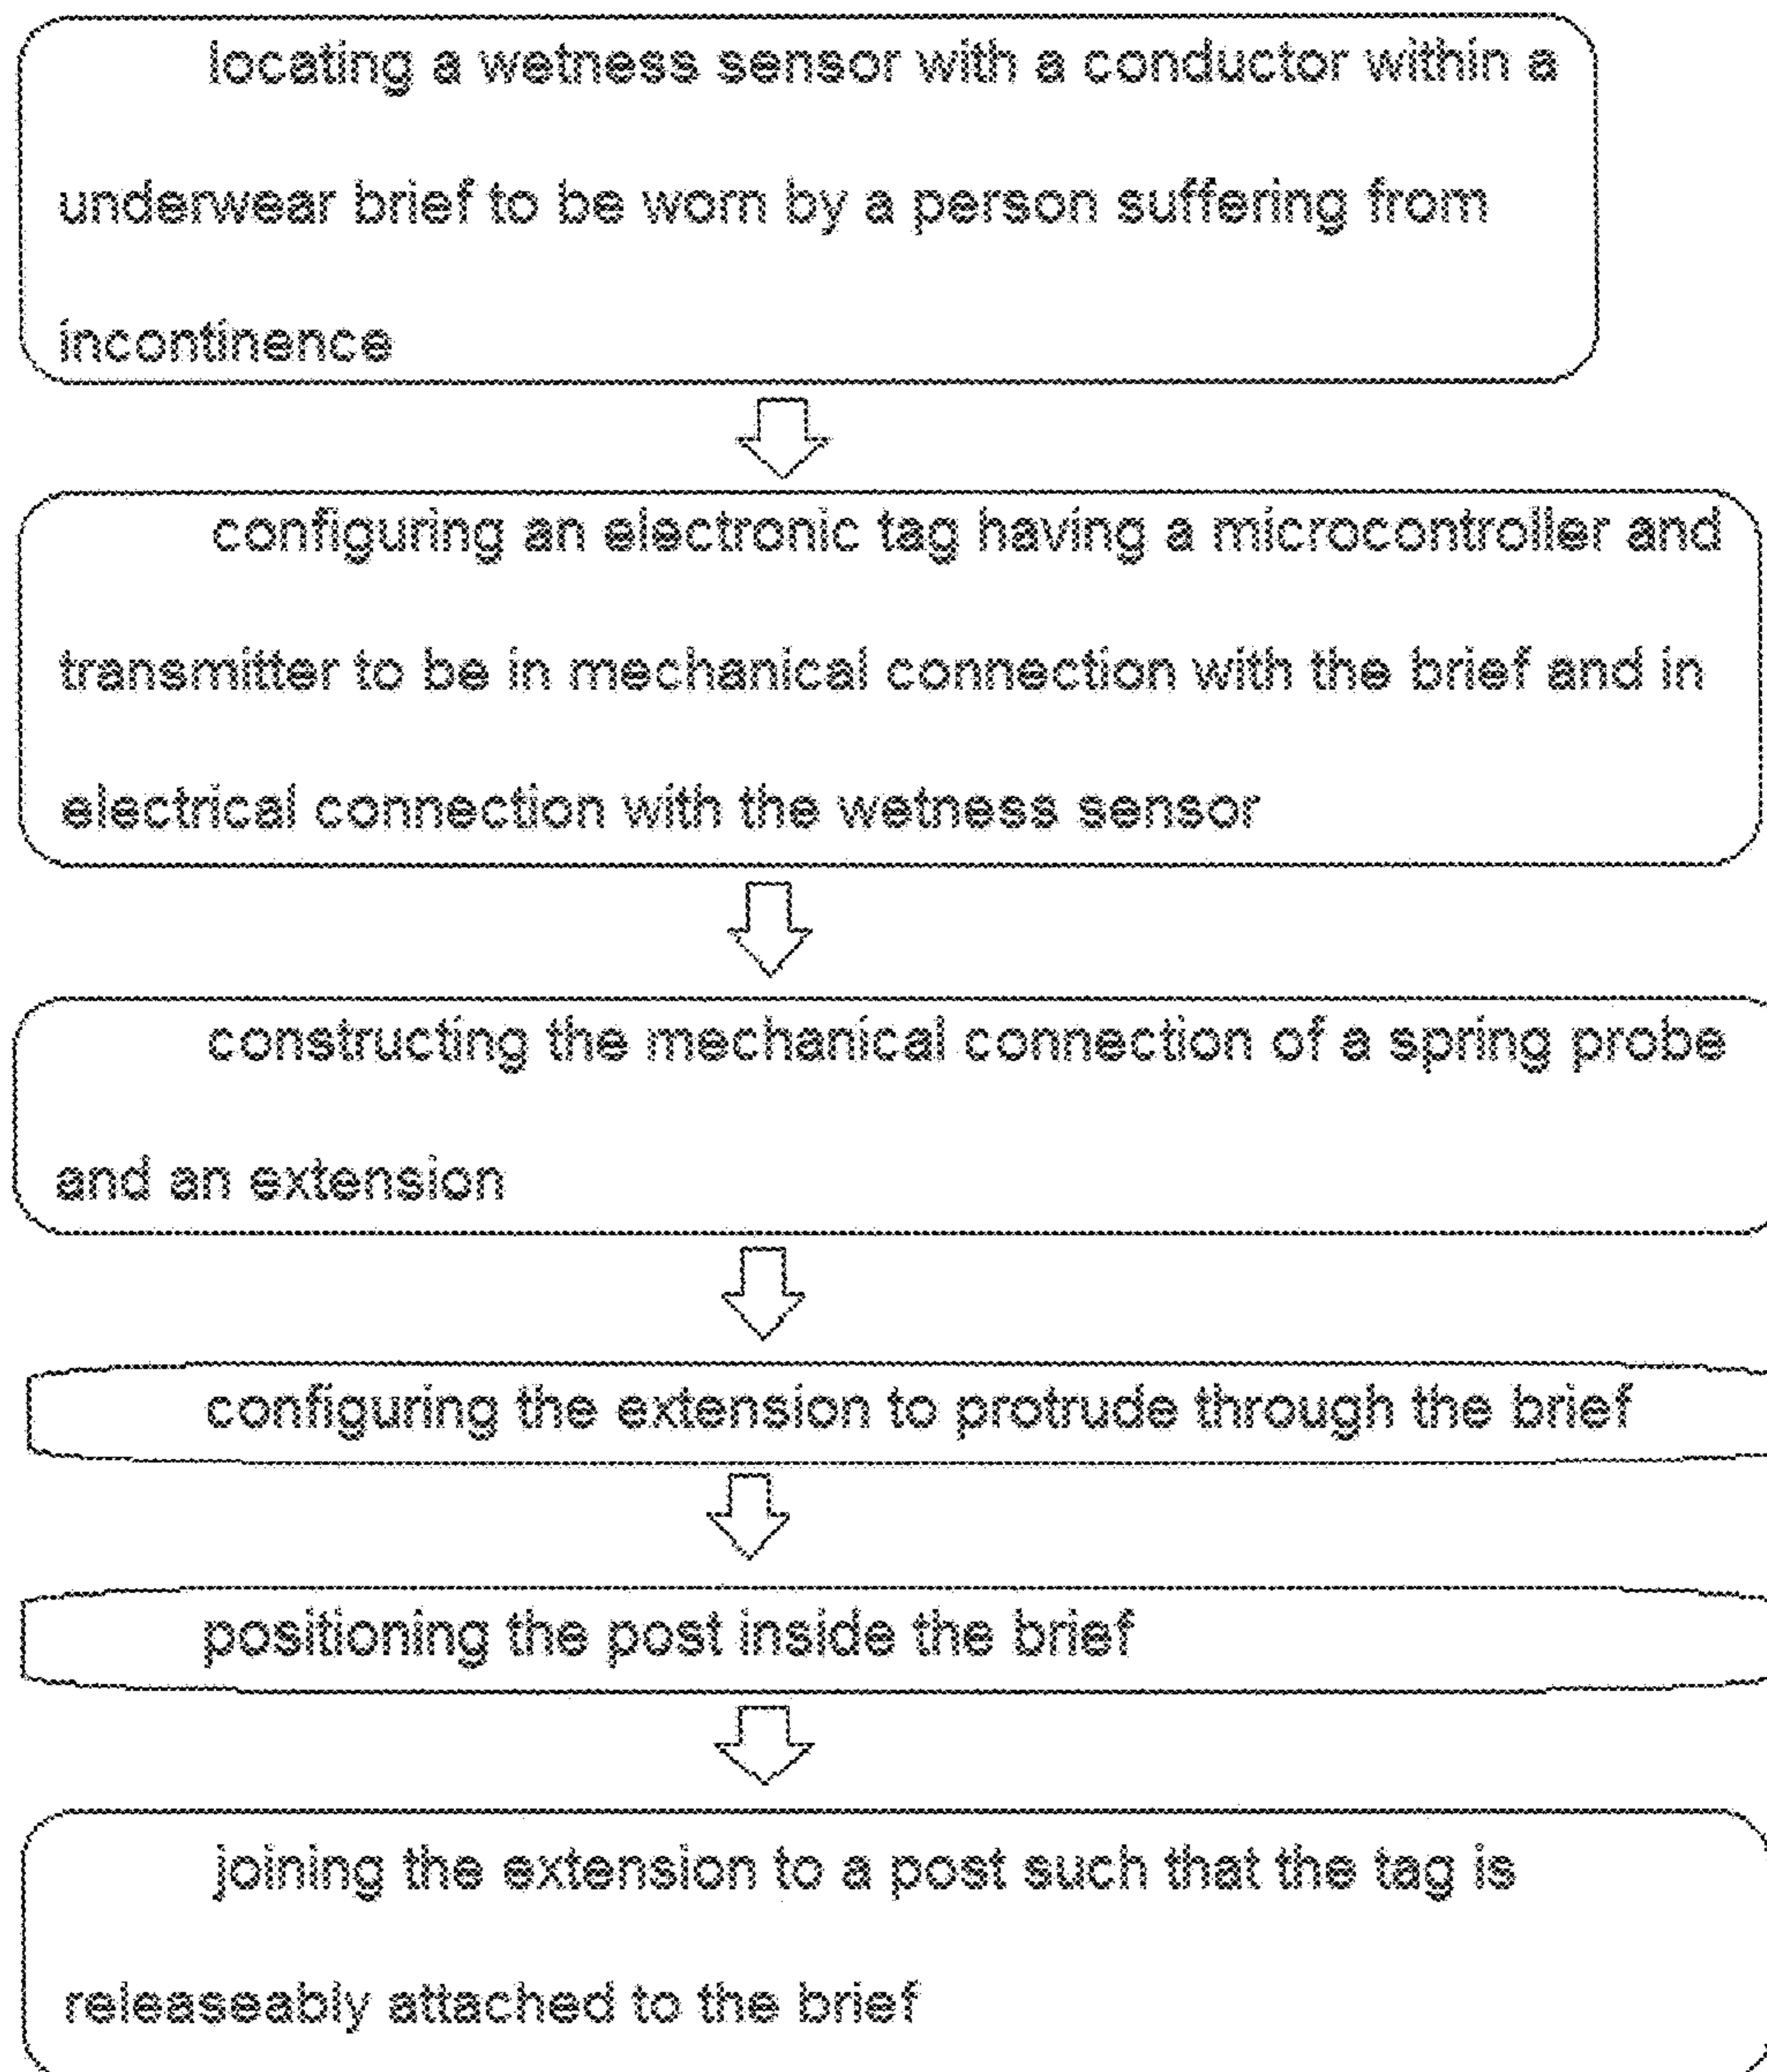 locating a wetness sensor with a conductor within a
underwear brief to be worn by a person suffering from
incontinence
configuring an electronic tag having a microcontroller and
transmitter to be in mechanical connection with the brief and in
electrical connection with the wetness sensor
constructing the mechanical connection of a spring probe
and an extension
configuring the extension to protrude through the brief
positioning the post inside the brief
joining the extension to a post such that the tag is
releaseably attached to the brief